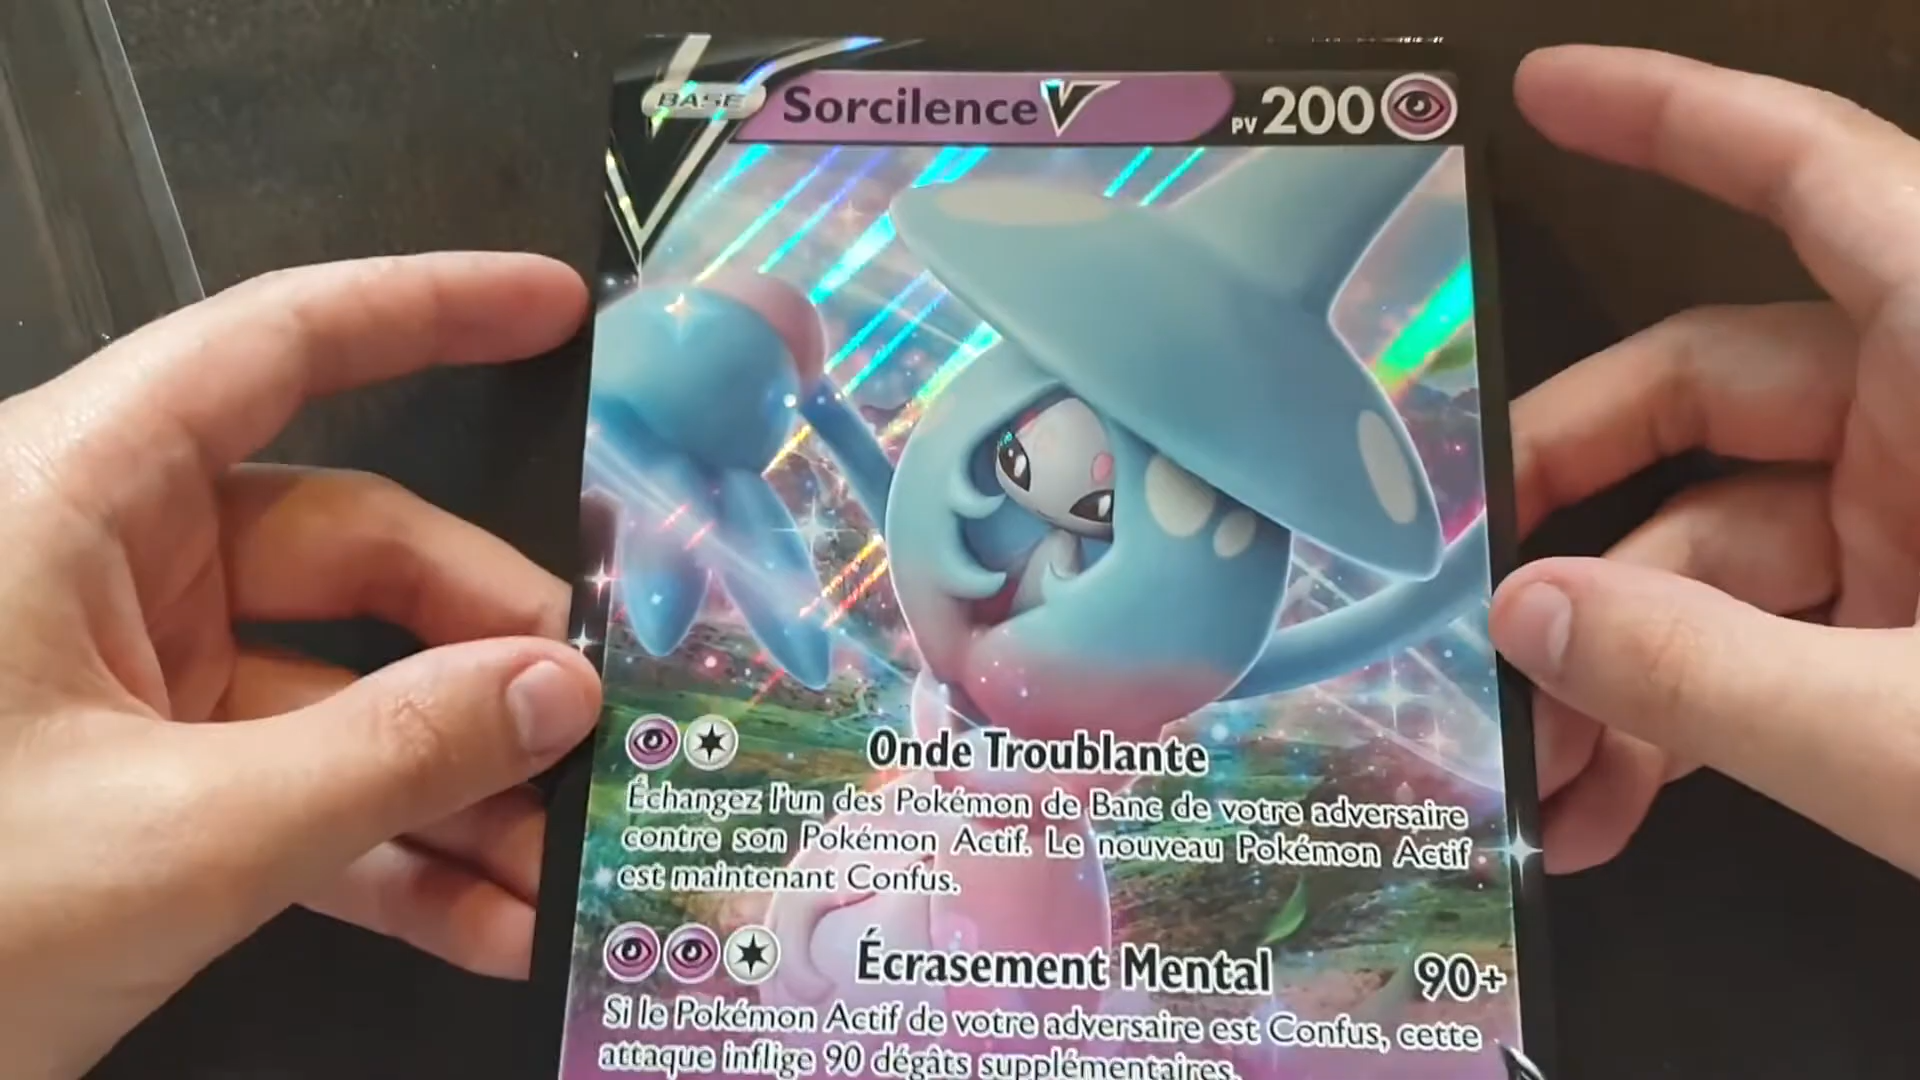 BASE Sorcilence V PV 200
Onde Troublante
Échangez l'un des Pokémon de Banc de votre adversaire
contre son Pokémon Actif. Le nouveau Pokémon Actif
est maintenant Confus.
Écrasement Mental 90+
Si le Pokémon Actif de votre adversaire est Confus, cette
attaque inflige 90 dégâts supplémentaires.